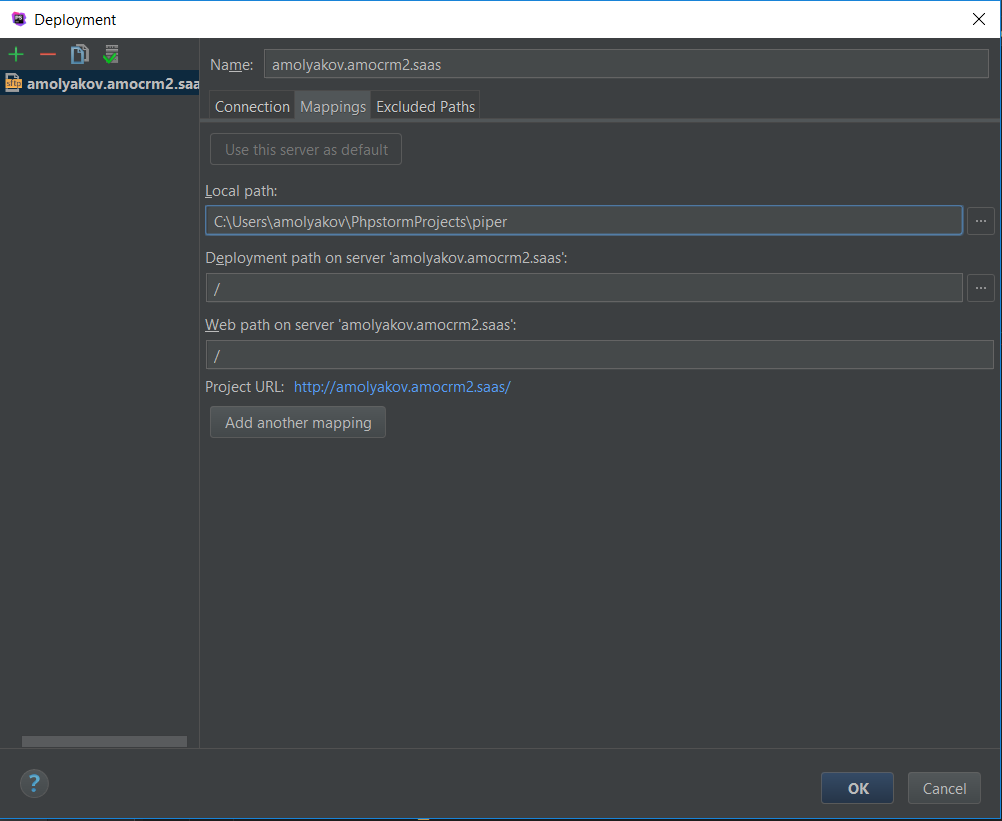 Deployment
sftp
amolyakov.amocrm2.saa
Name: amolyakov.amocrm2.saas
Connection Mappings Excluded Paths
Use this server as default
Local path:
C:\Users\amolyakov\PhpstormProjects\piper
...
Deployment path on server 'amolyakov.amocrm2.saas':
/
...
Web path on server 'amolyakov.amocrm2.saas':
/
Project URL: http://amolyakov.amocrm2.saas/
Add another mapping
?
OK Cancel